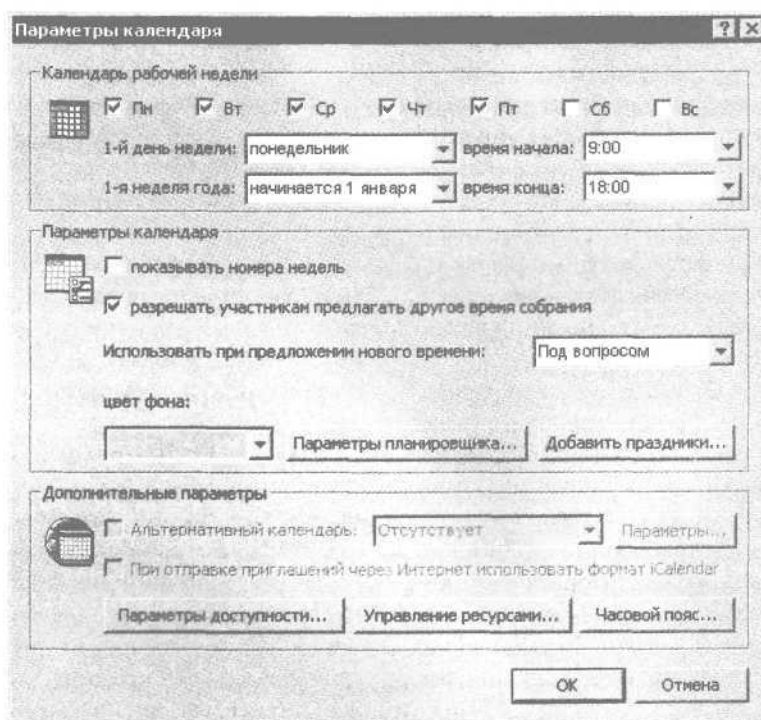 Параметры календаря
Календарь рабочей недели
Пн Вт Ср Чт Пт Сб Вс
1-й день недели: понедельник время начала: 9:00
1-я неделя года: начинается 1 января время конца: 18:00
Параметры календаря
показывать номера недель
разрешать участникам предлагать другое время собрания
Использовать при предложении нового времени: Под вопросом
цвет фона:
Параметры планировщика... Добавить праздники...
Дополнительные параметры
Альтернативный календарь: Отсутствует Параметры...
При отправке приглашений через Интернет использовать формат iCalendar
Параметры доступности... Управление ресурсами... Часовой пояс...
ОК Отмена